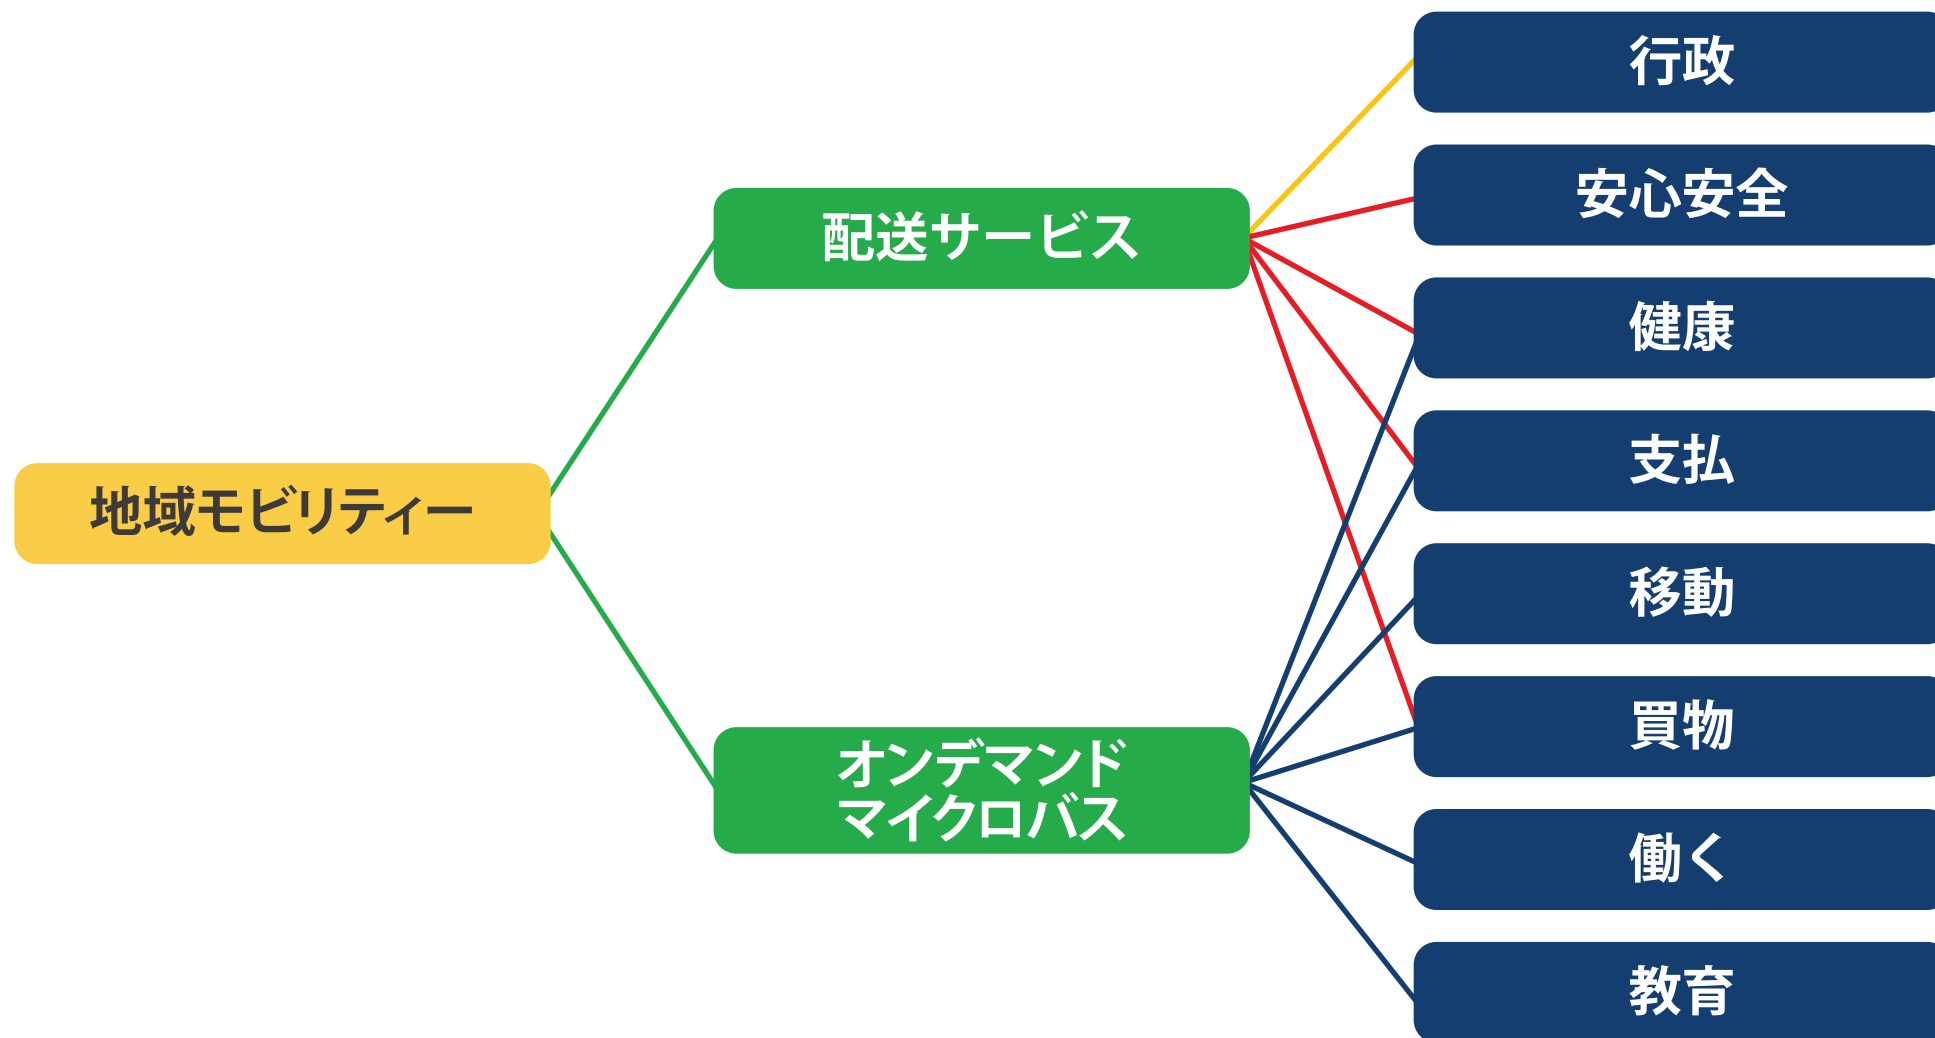 行政
安心安全
配送サービス
健康
支払
地域モビリティー
移動
買物
オンデマンド
マイクロバス
働く
教育